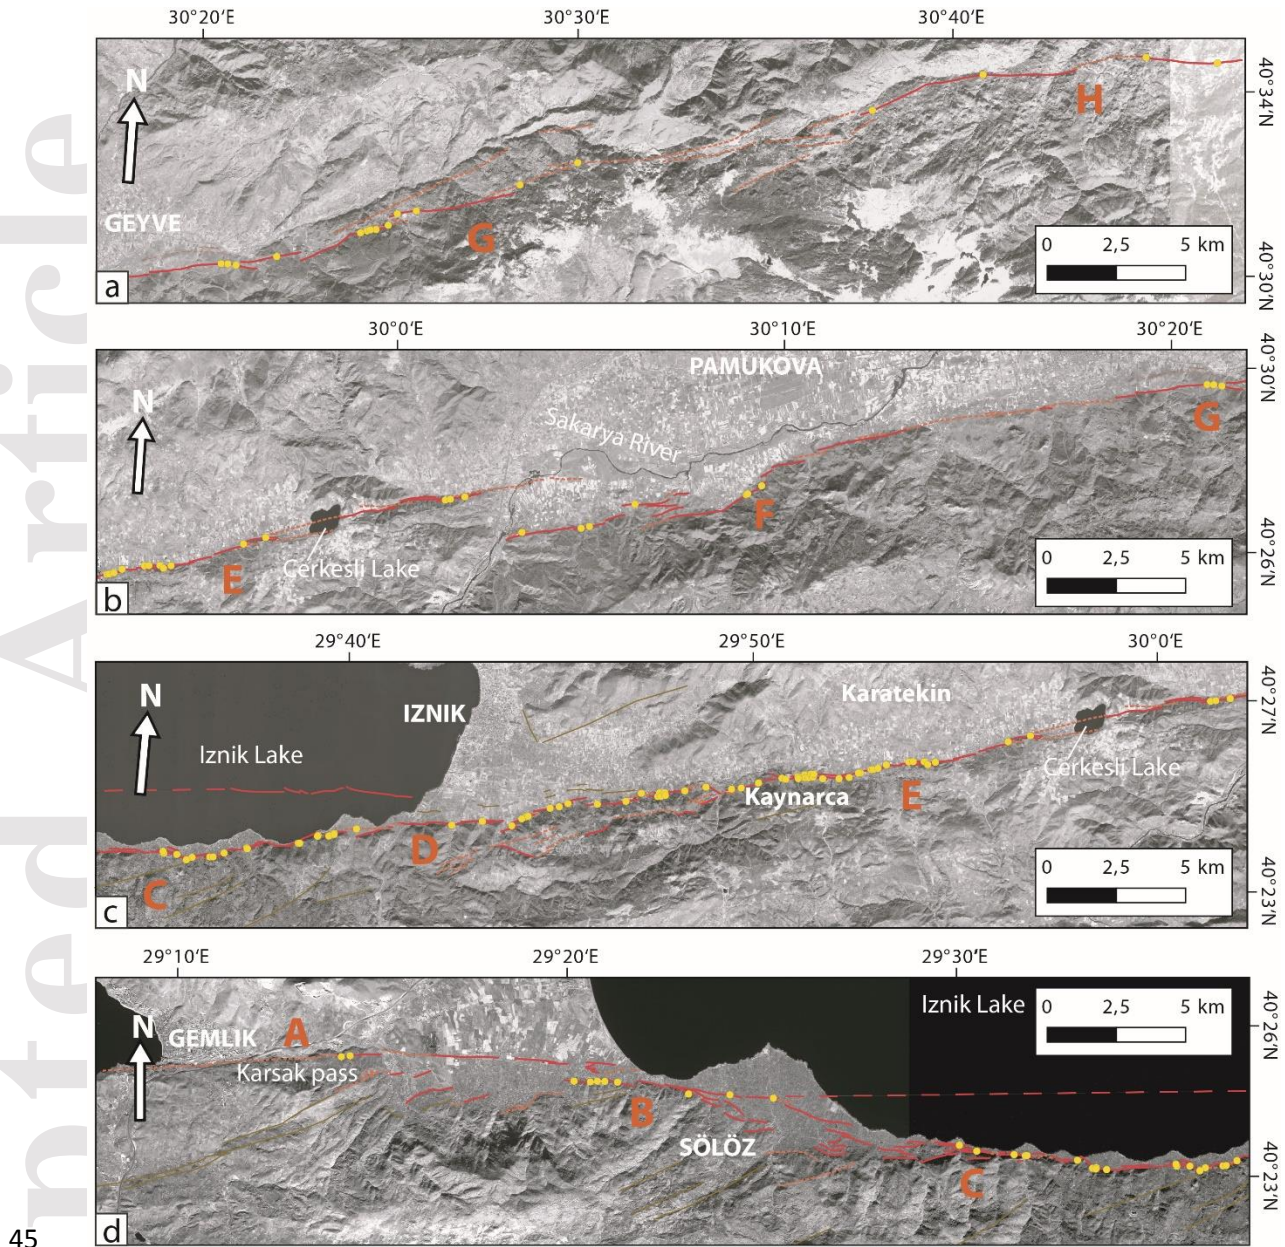 30°20'E 30°30'E 30°40'E
N
40°34'N
H
GEYVE
G
0 2,5 5 km
40°30'N
a
30°0'E 30°10'E 30°20'E
40°30'N
PAMUKOVA
N
Sakarya River
G
F
E
Cerkesli Lake
0 2,5 5 km
40°26'N
b
29°40'E 29°50'E 30°0'E
N
IZNIK
Karatekin
40°27'N
Iznik Lake
Cerkesli Lake
Kaynarca
E
D
C
0 2,5 5 km
40°23'N
c
29°10'E 29°20'E 29°30'E
Iznik Lake
0 2,5 5 km
40°26'N
N
GEMLIK
A
Karsak pass
B
SÖLÖZ
C
40°23'N
d
45
nted Article